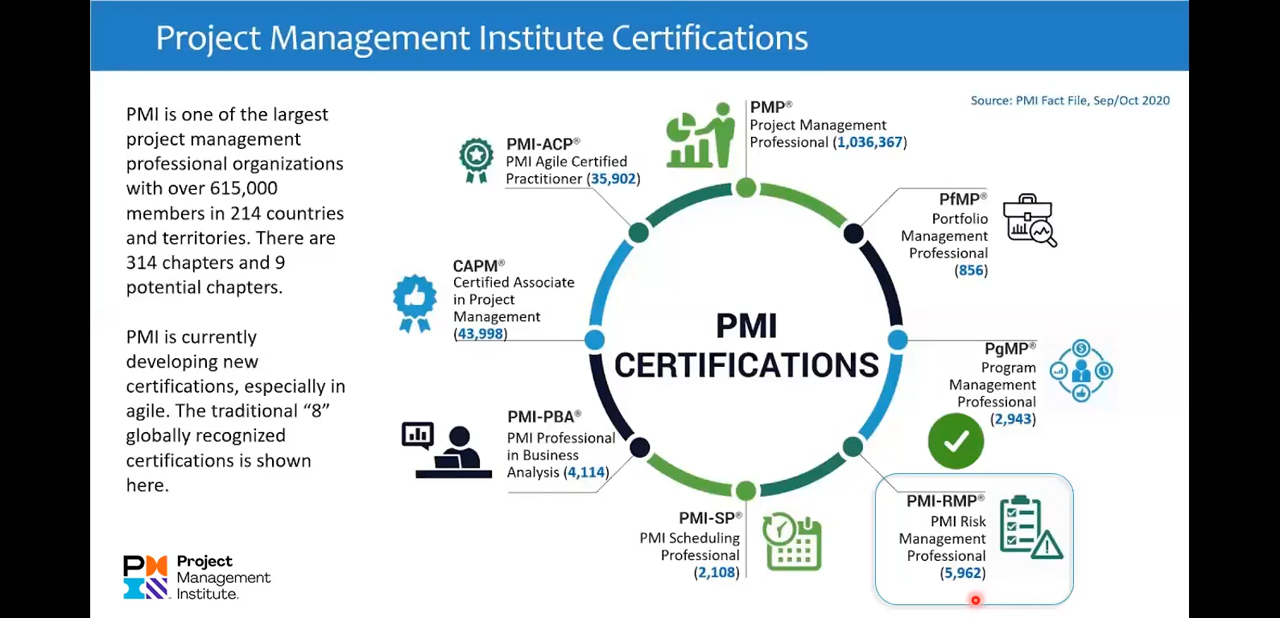 Project Management Institute Certifications
Source: PMI Fact File, Sep/Oct 2020
PMI is one of the largest
project management
professional organizations
with over 615,000
members in 214 countries
and territories. There are
314 chapters and 9
potential chapters.
PMI is currently
developing new
certifications, especially in
agile. The traditional “8”
globally recognized
certifications is shown
here.
Project
Management
Institute.
PMI
CERTIFICATIONS
PMP®
Project Management
Professional (1,036,367)
PfMP®
Portfolio
Management
Professional
(856)
PgMP®
Program
Management
Professional
(2,943)
PMI-RMP®
PMI Risk
Management
Professional
(5,962)
PMI-SP®
PMI Scheduling
Professional
(2,108)
PMI-PBA®
PMI Professional
in Business
Analysis (4,114)
CAPM®
Certified Associate
in Project
Management
(43,998)
PMI-ACP®
PMI Agile Certified
Practitioner (35,902)